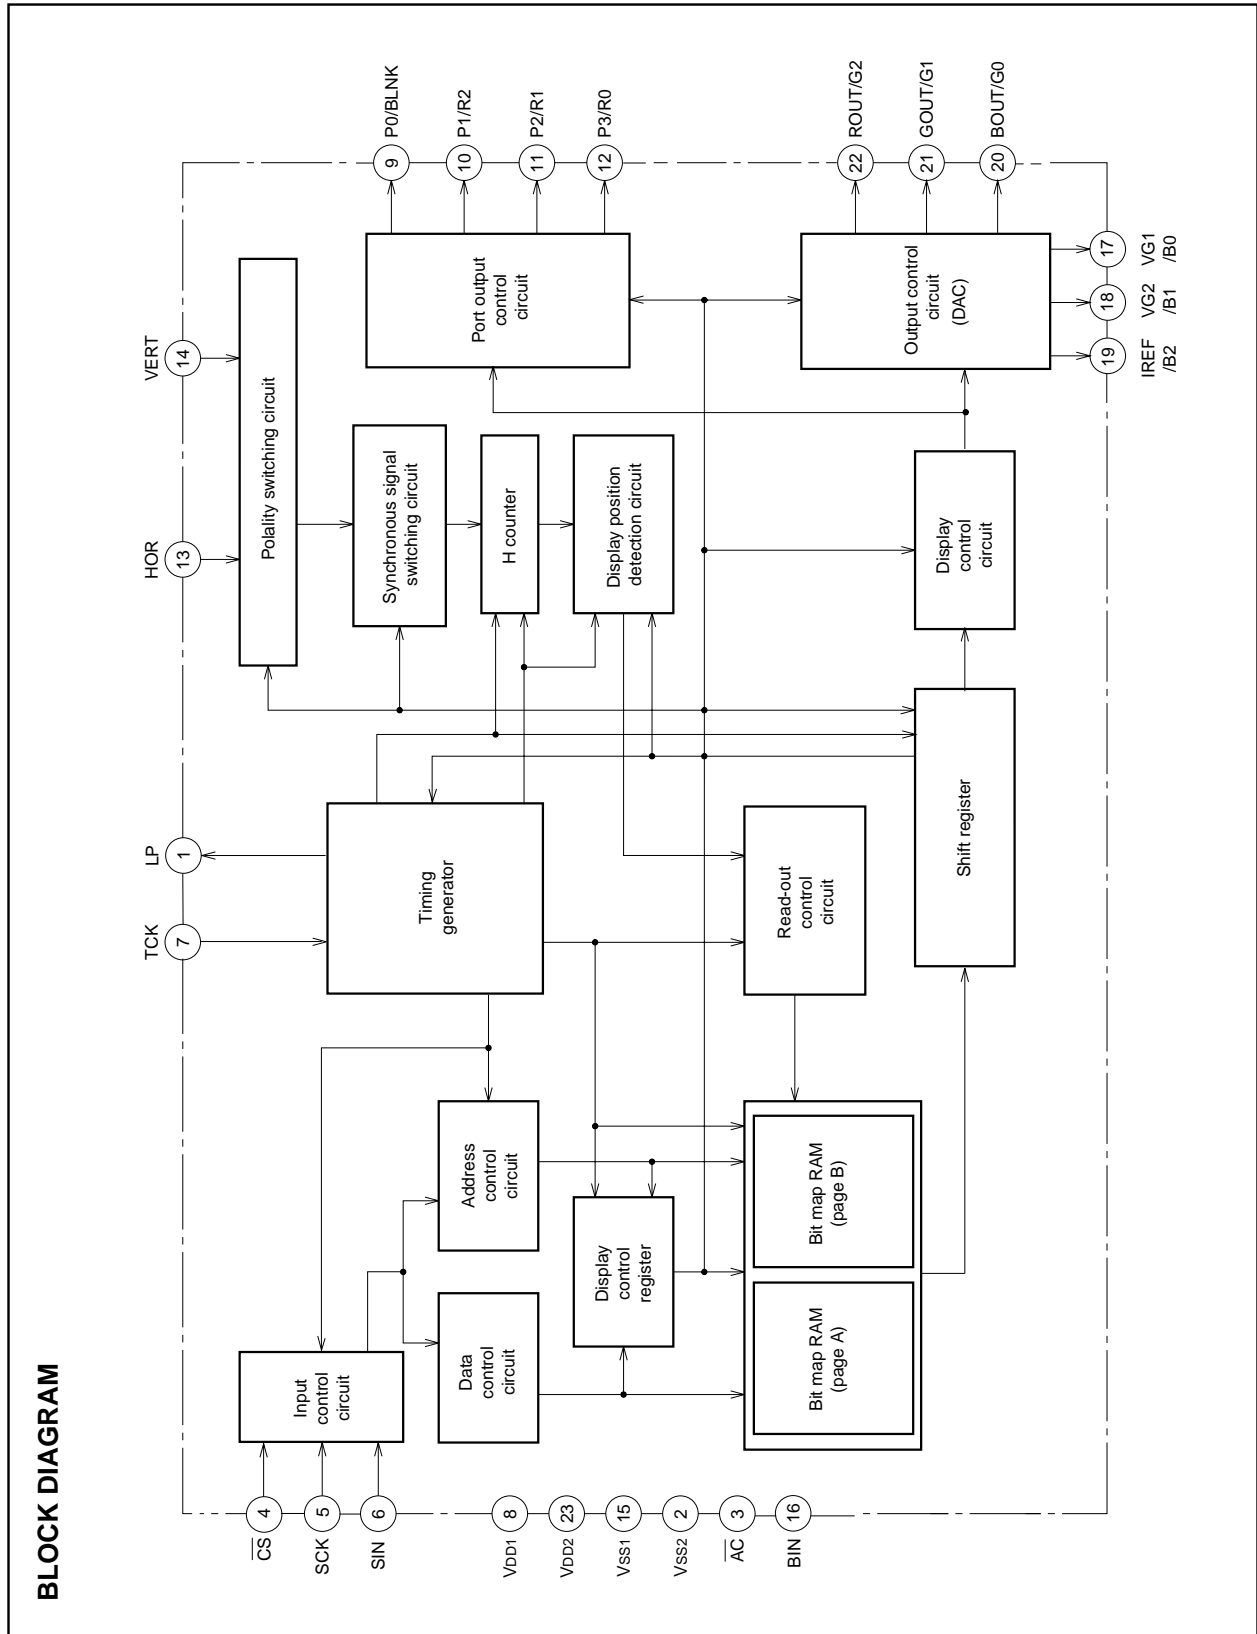 BLOCK DIAGRAM
CS
4
SCK
5
SIN
6
VDD1
8
VDD2
23
VSS1
15
VSS2
2
AC
3
BIN
16
TCK
7
LP
1
HOR
13
VERT
14
Input
control
circuit
Data
control
circuit
Address
control
circuit
Display
control
register
Bit map RAM
(page A)
Bit map RAM
(page B)
Timing
generator
Read-out
control
circuit
Shift register
Polality switching circuit
Synchronous signal
switching circuit
H counter
Display position
detection circuit
Display
control
circuit
Port output
control
circuit
Output control
circuit
(DAC)
9
P0/BLNK
10
P1/R2
11
P2/R1
12
P3/R0
22
ROUT/G2
21
GOUT/G1
20
BOUT/G0
19
IREF
/B2
18
VG2
/B1
17
VG1
/B0